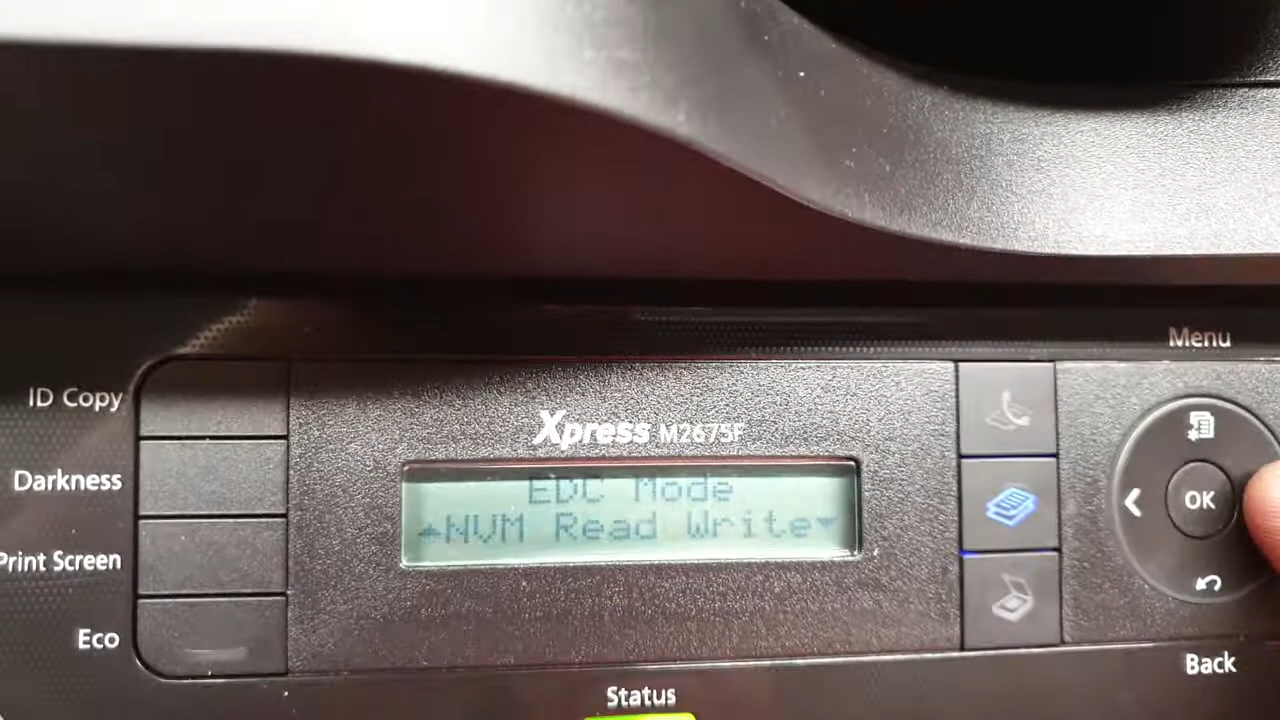 Menu
ID Copy
Xpress M2675F
Darkness
EDC Mode
NVM Read Write
OK
Print Screen
Eco
Back
Status